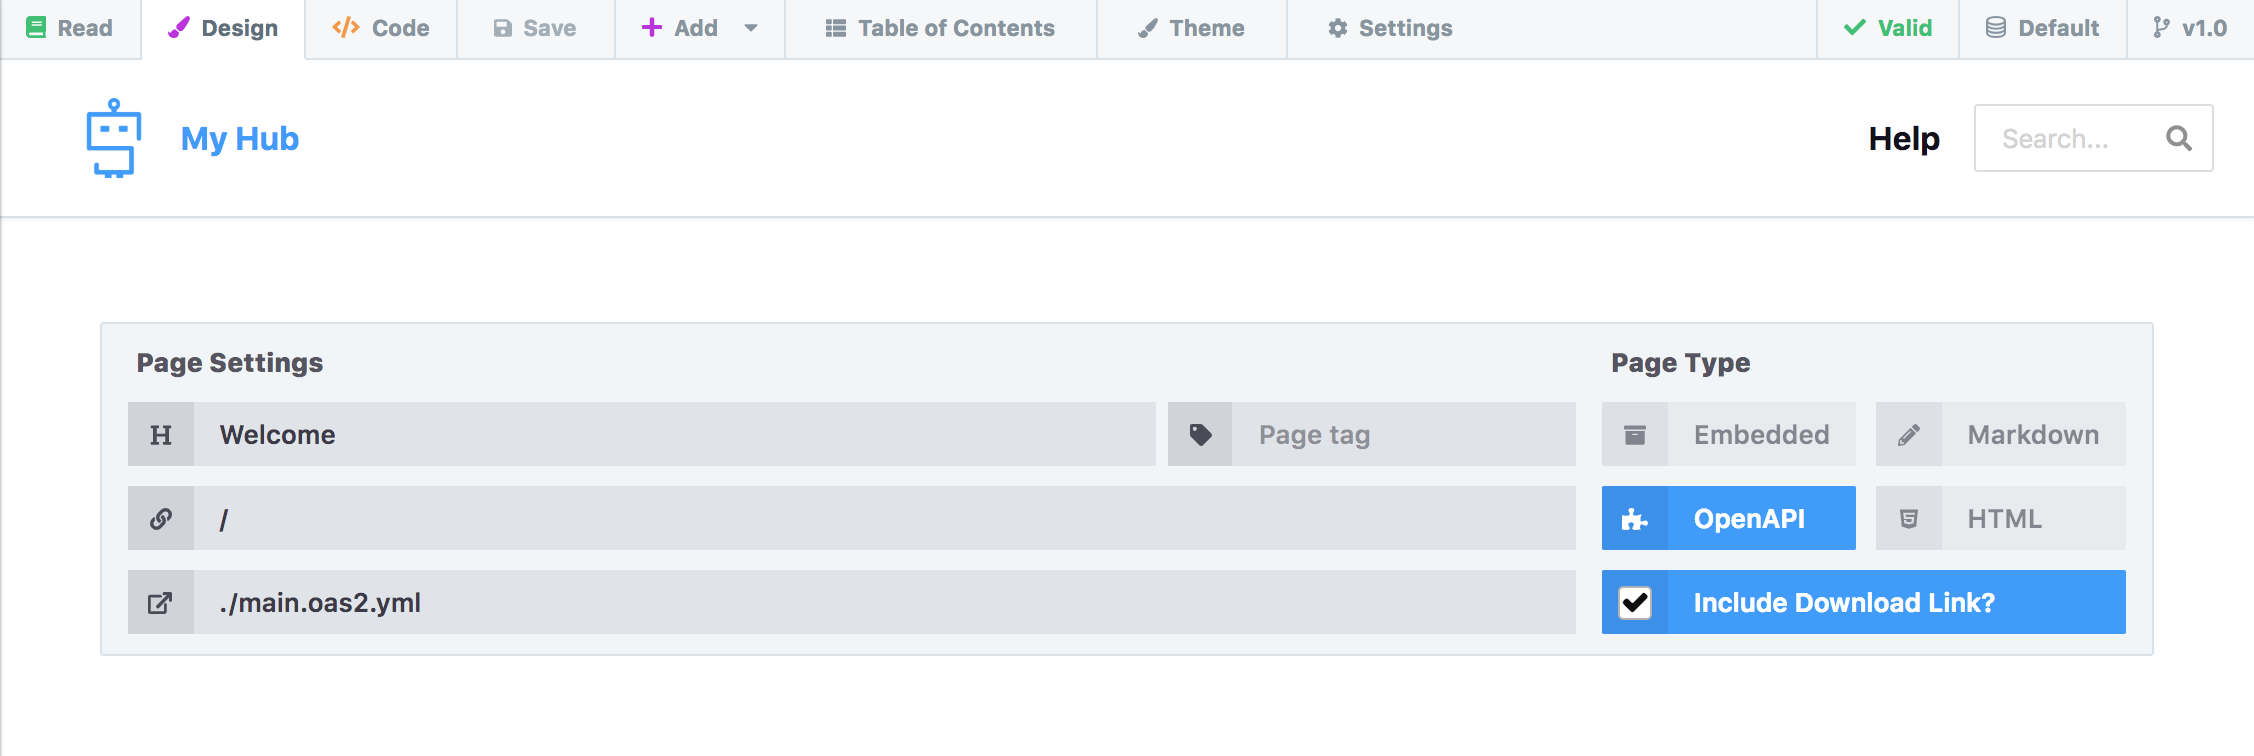 Read Design Code Save Add Table of Contents Theme Settings Valid Default v1.0
My Hub Help Search...
Page Settings Page Type
H Welcome Page tag Embedded Markdown
/ OpenAPI HTML
./main.oas2.yml Include Download Link?